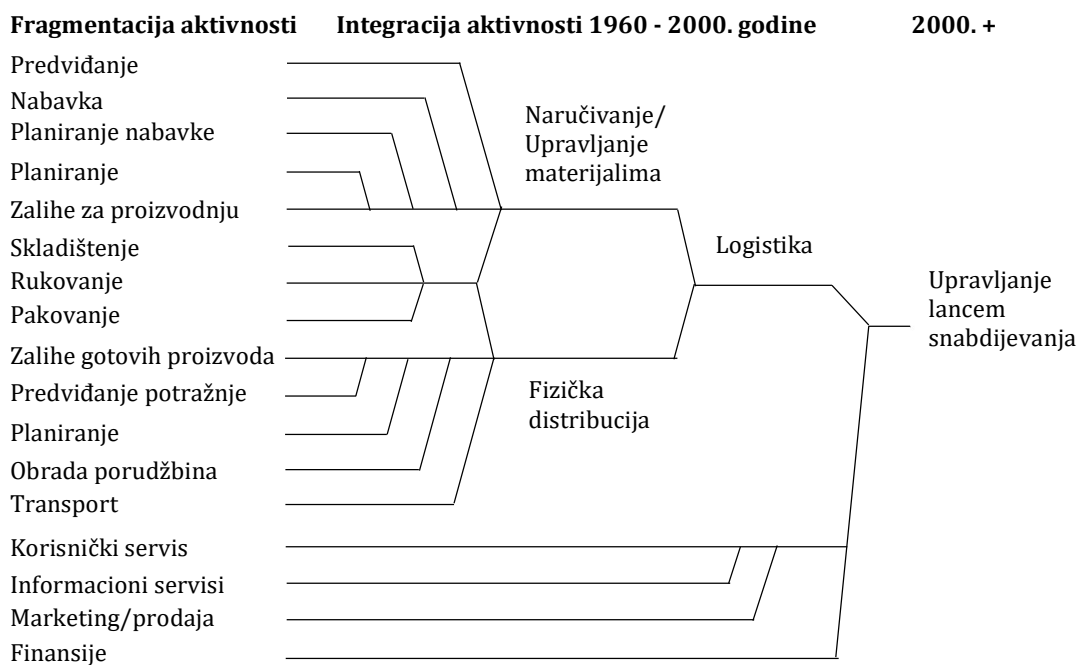 Fragmentacija aktivnosti Integracija aktivnosti 1960 - 2000. godine 2000. +
Predviđanje
Nabavka
Planiranje nabavke
Planiranje
Zalihe za proizvodnju
Skladištenje
Rukovanje
Pakovanje
Zalihe gotovih proizvoda
Predviđanje potražnje
Planiranje
Obrada porudžbina
Transport
Korisnički servis
Informacioni servisi
Marketing/prodaja
Finansije
Naručivanje/
Upravljanje
materijalima
Fizička
distribucija
Logistika
Upravljanje
lancem
snabdijevanja